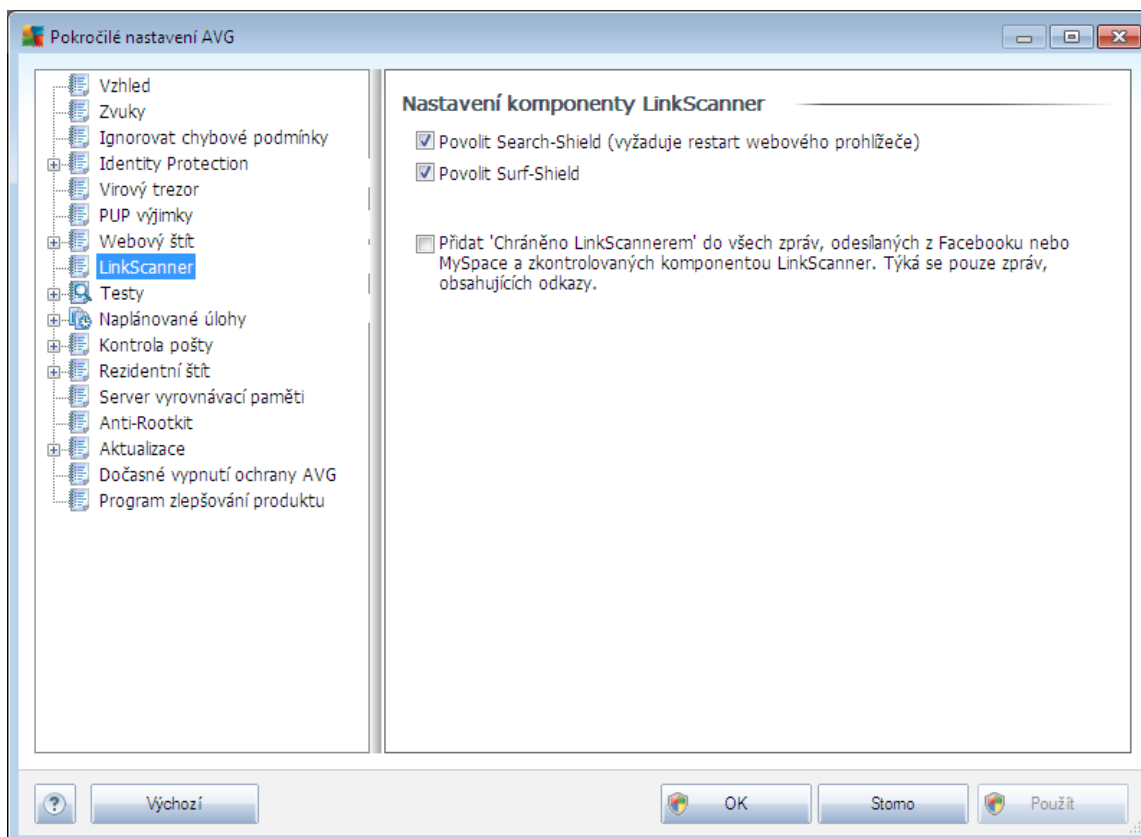 Pokročilé nastavení AVG
Vzhled
Zvuky
Ignorovat chybové podmínky
Identity Protection
Virový trezor
PUP výjimky
Webový štít
LinkScanner
Testy
Naplánované úlohy
Kontrola pošty
Rezidentní štít
Server vyrovnávací paměti
Anti-Rootkit
Aktualizace
Dočasné vypnutí ochrany AVG
Program zlepšování produktu
Nastavení komponenty LinkScanner
Povolit Search-Shield (vyžaduje restart webového prohlížeče)
Povolit Surf-Shield
Přidat 'Chráněno LinkScannerem' do všech zpráv, odesílaných z Facebooku nebo
MySpace a zkontrolovaných komponentou LinkScanner. Týká se pouze zpráv,
obsahujících odkazy.
?
Výchozí
OK
Stomo
Použít